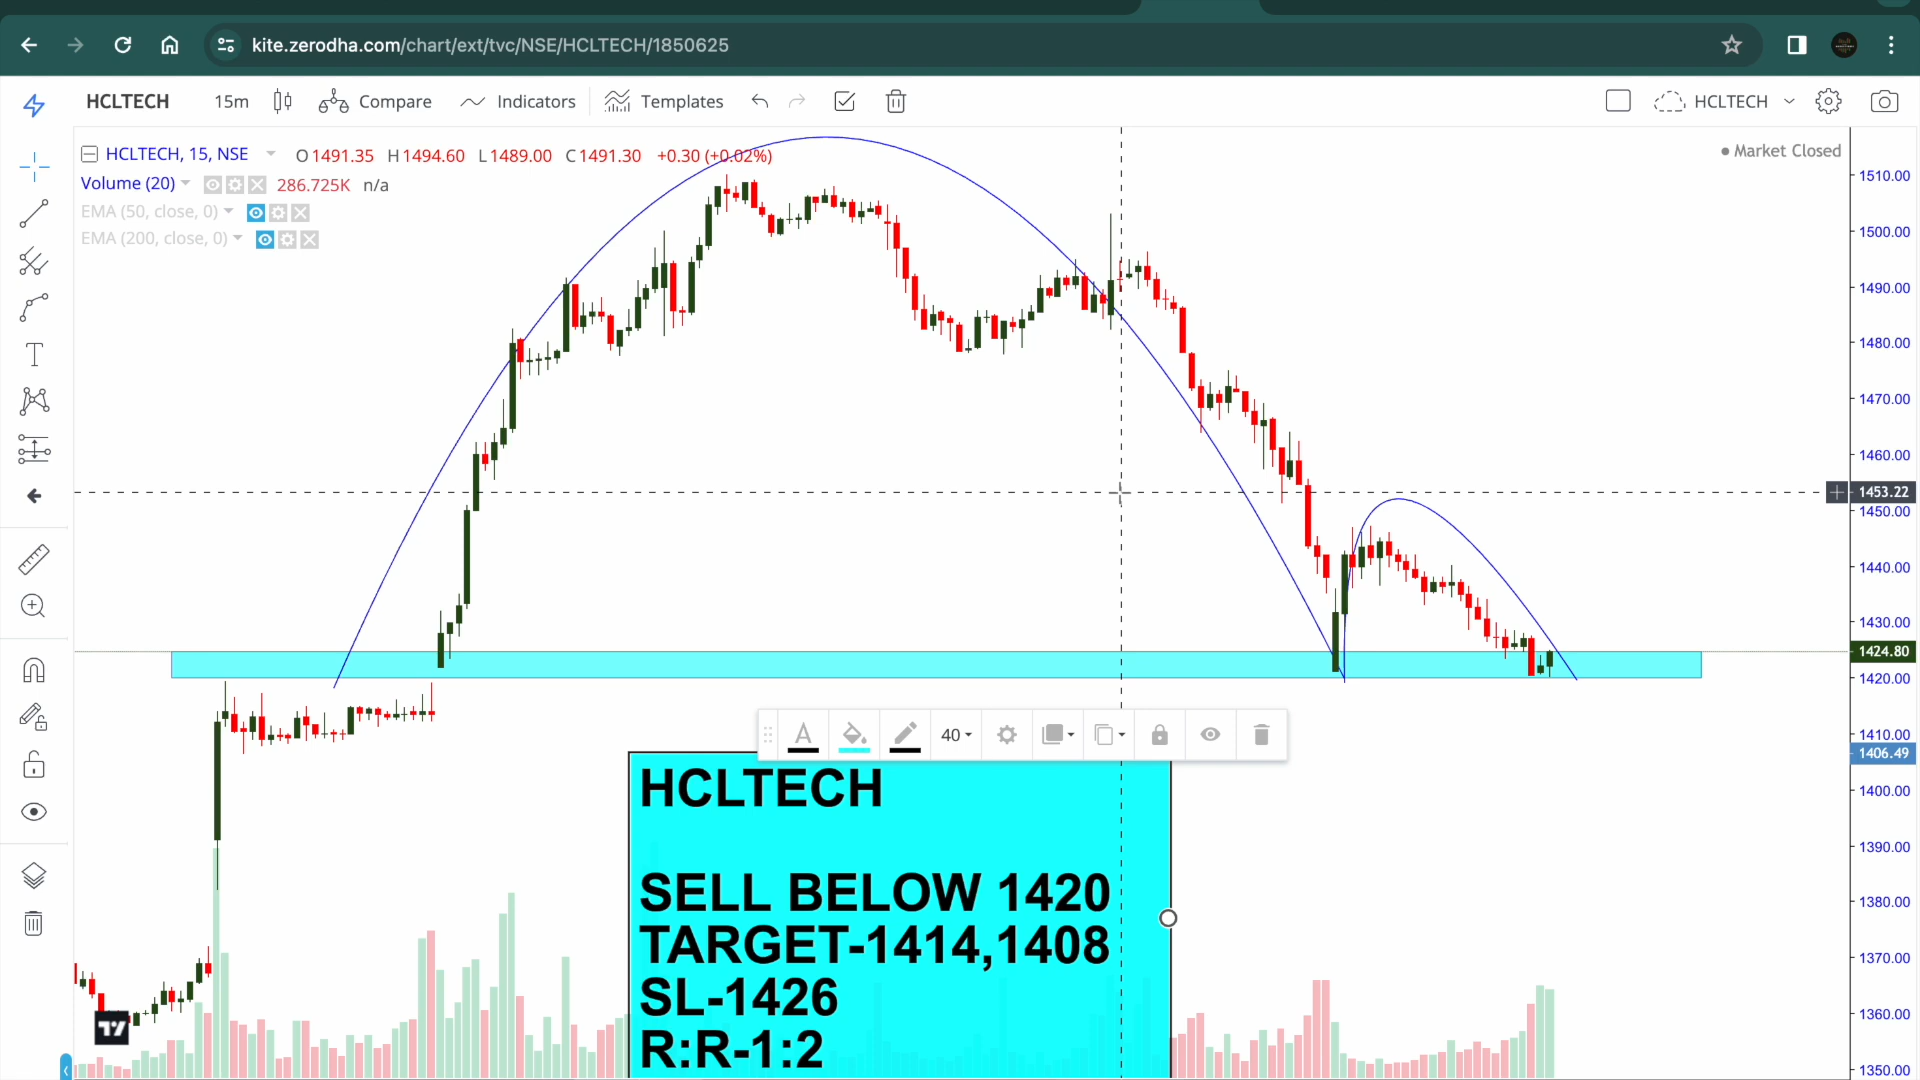 kite.zerodha.com/chart/ext/tvc/NSE/HCLTECH/1850625
HCLTECH 15m Compare Indicators Templates HCLTECH
HCLTECH, 15, NSE O1491.35 H1494.60 L1489.00 C1491.30 +0.30 (+0.02%)
Market Closed
Volume (20) 286.725K n/a
EMA (50, close, 0)
EMA (200, close, 0)
1510.00
1500.00
1490.00
1480.00
1470.00
1460.00
1453.22
1450.00
1440.00
1430.00
1424.80
1420.00
1410.00
1406.49
1400.00
1390.00
1380.00
1370.00
1360.00
1350.00
40
HCLTECH
SELL BELOW 1420
TARGET-1414,1408
SL-1426
R:R-1:2